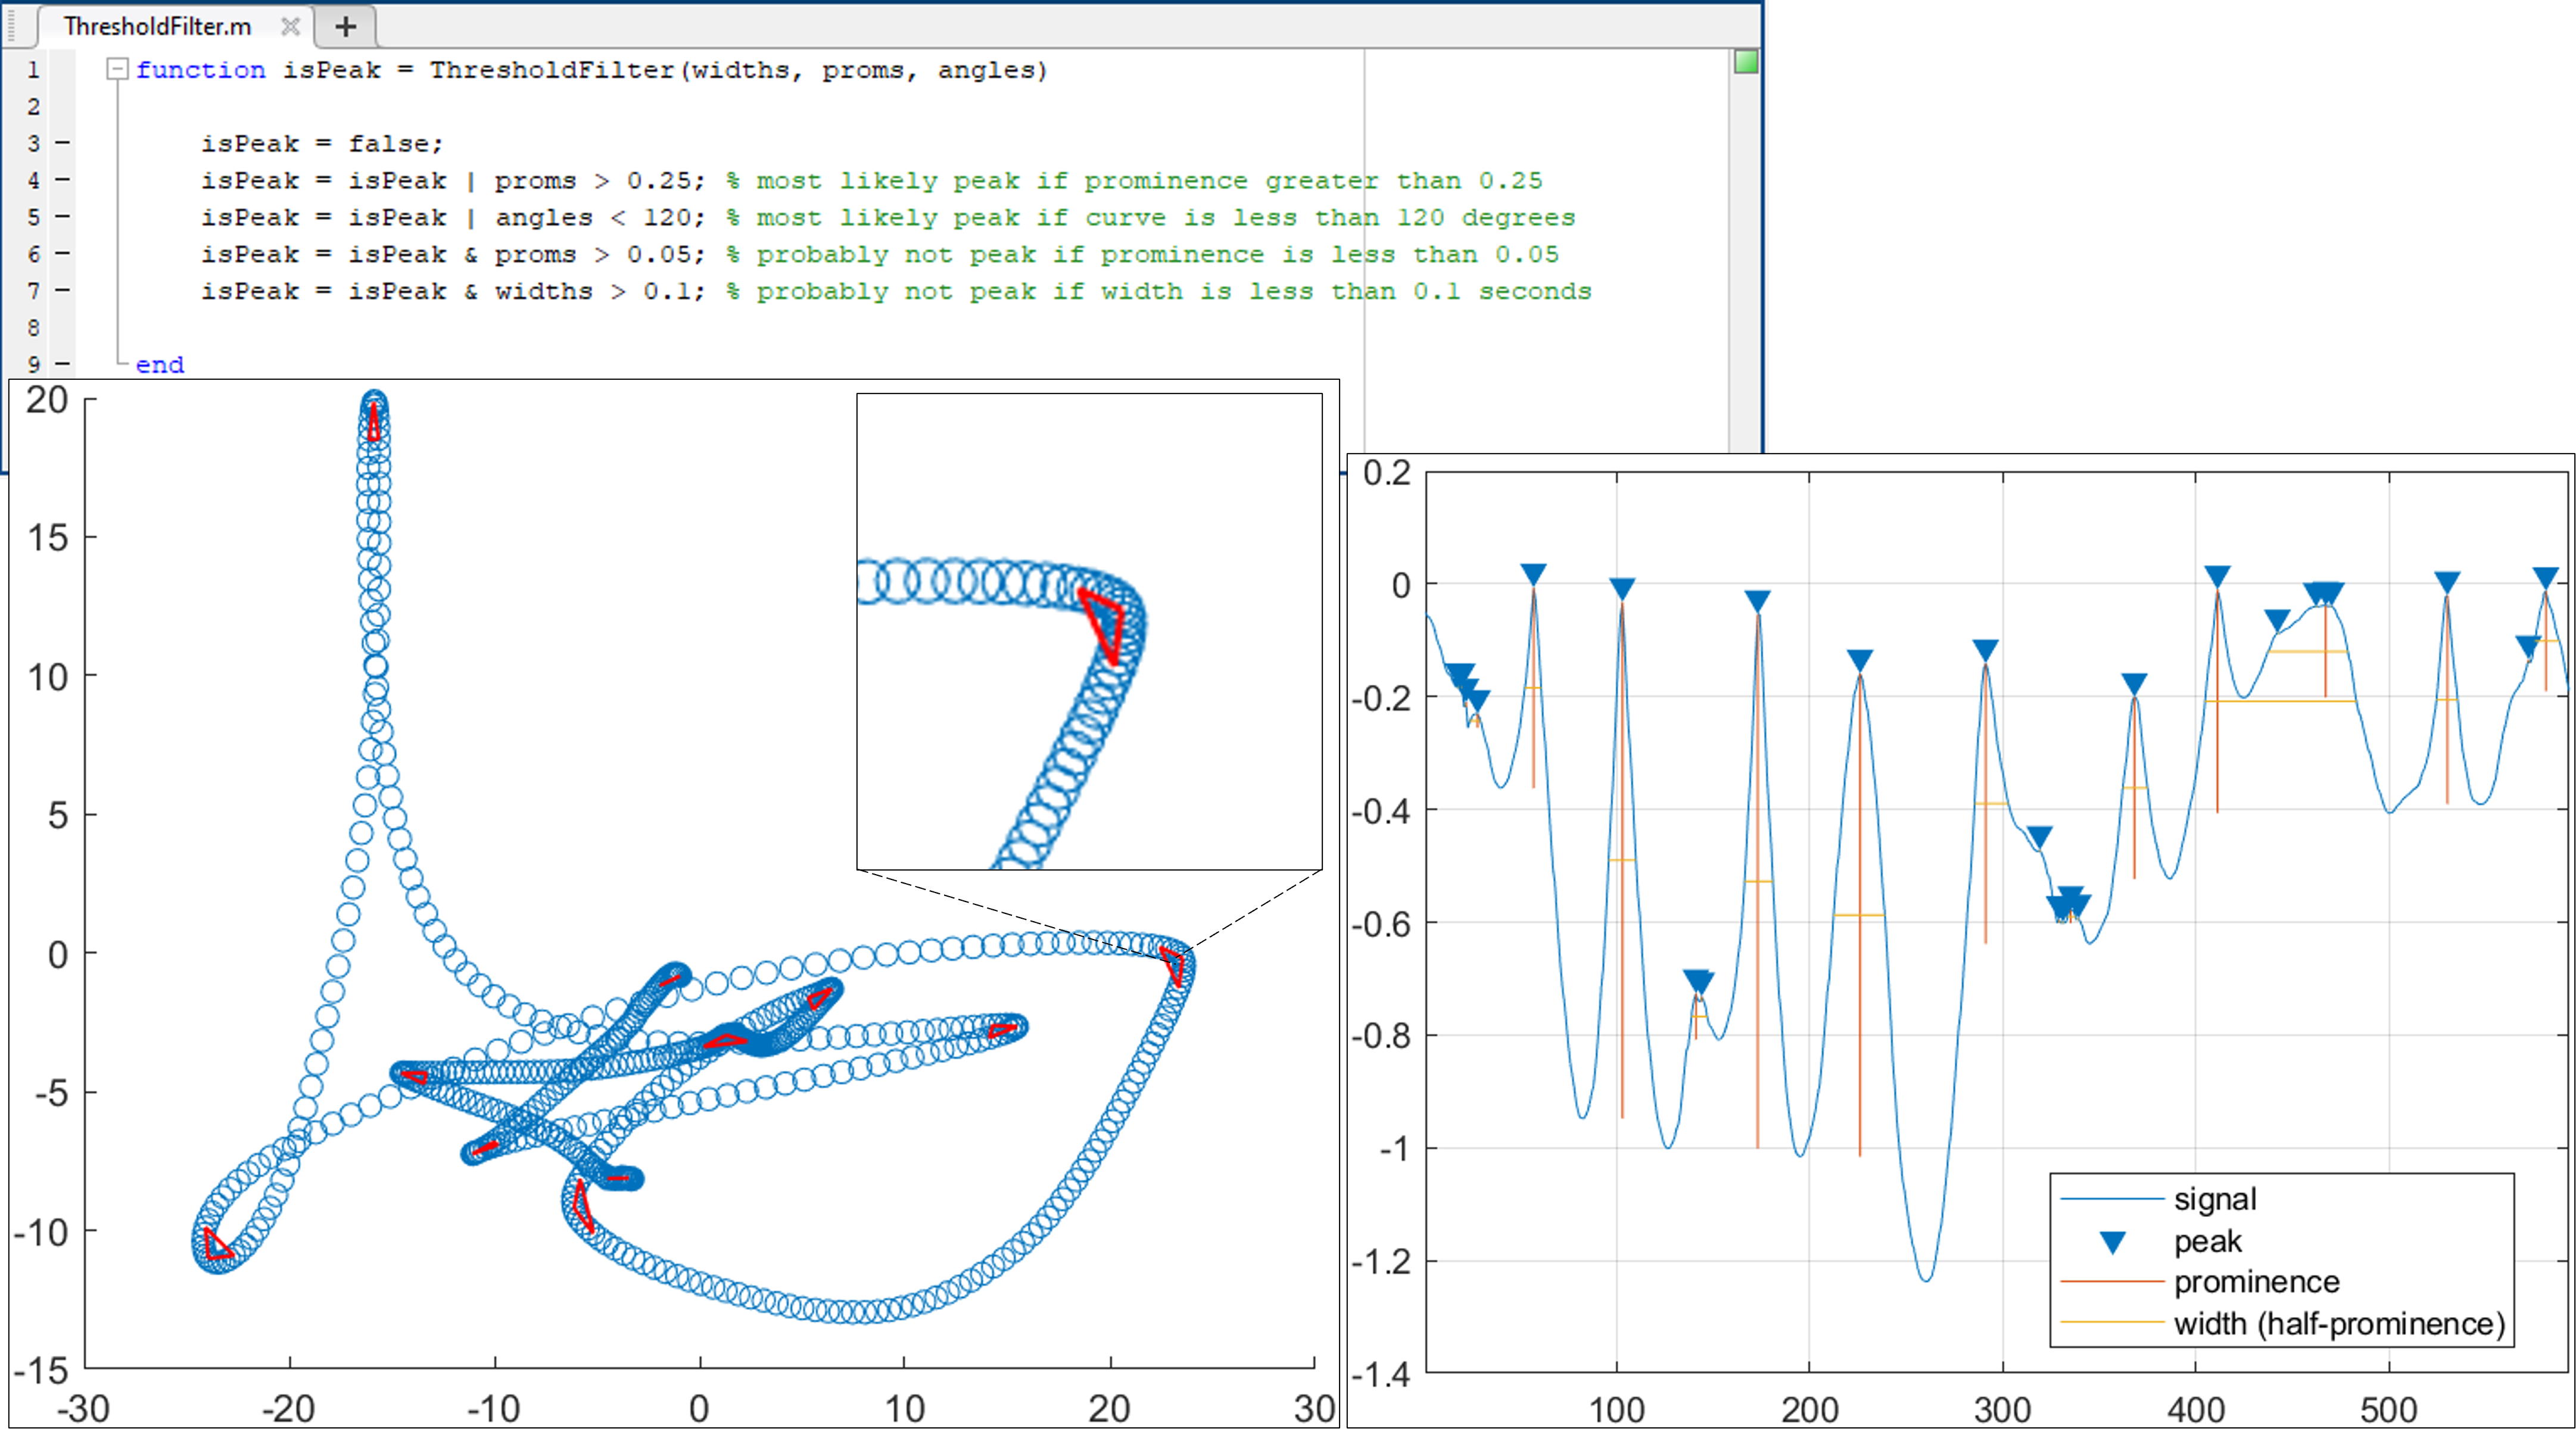 ThresholdFilter.m
1 function isPeak = ThresholdFilter(widths, proms, angles)
2
3 isPeak = false;
4 isPeak = isPeak | proms > 0.25; % most likely peak if prominence greater than 0.25
5 isPeak = isPeak | angles < 120; % most likely peak if curve is less than 120 degrees
6 isPeak = isPeak & proms > 0.05; % probably not peak if prominence is less than 0.05
7 isPeak = isPeak & widths > 0.1; % probably not peak if width is less than 0.1 seconds
8
9 end
20
15
10
5
0
-5
-10
-15
-30 -20 -10 0 10 20 30
0.2
0
-0.2
-0.4
-0.6
-0.8
-1
-1.2
-1.4
100 200 300 400 500
signal
peak
prominence
width (half-prominence)